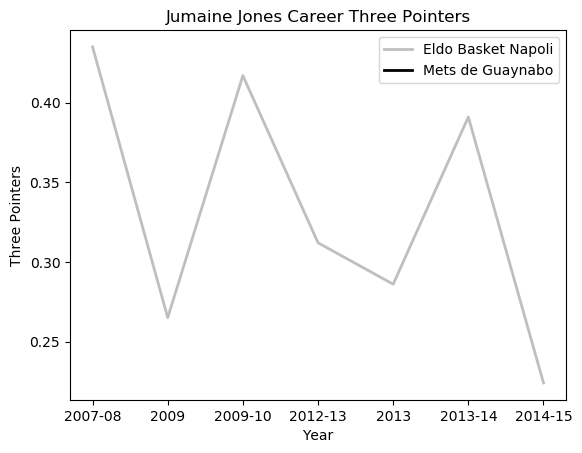 Jumaine Jones Career Three Pointers
Eldo Basket Napoli
Mets de Guaynabo
Three Pointers
0.40
0.35
0.30
0.25
2007-08 2009 2009-10 2012-13 2013 2013-14 2014-15
Year